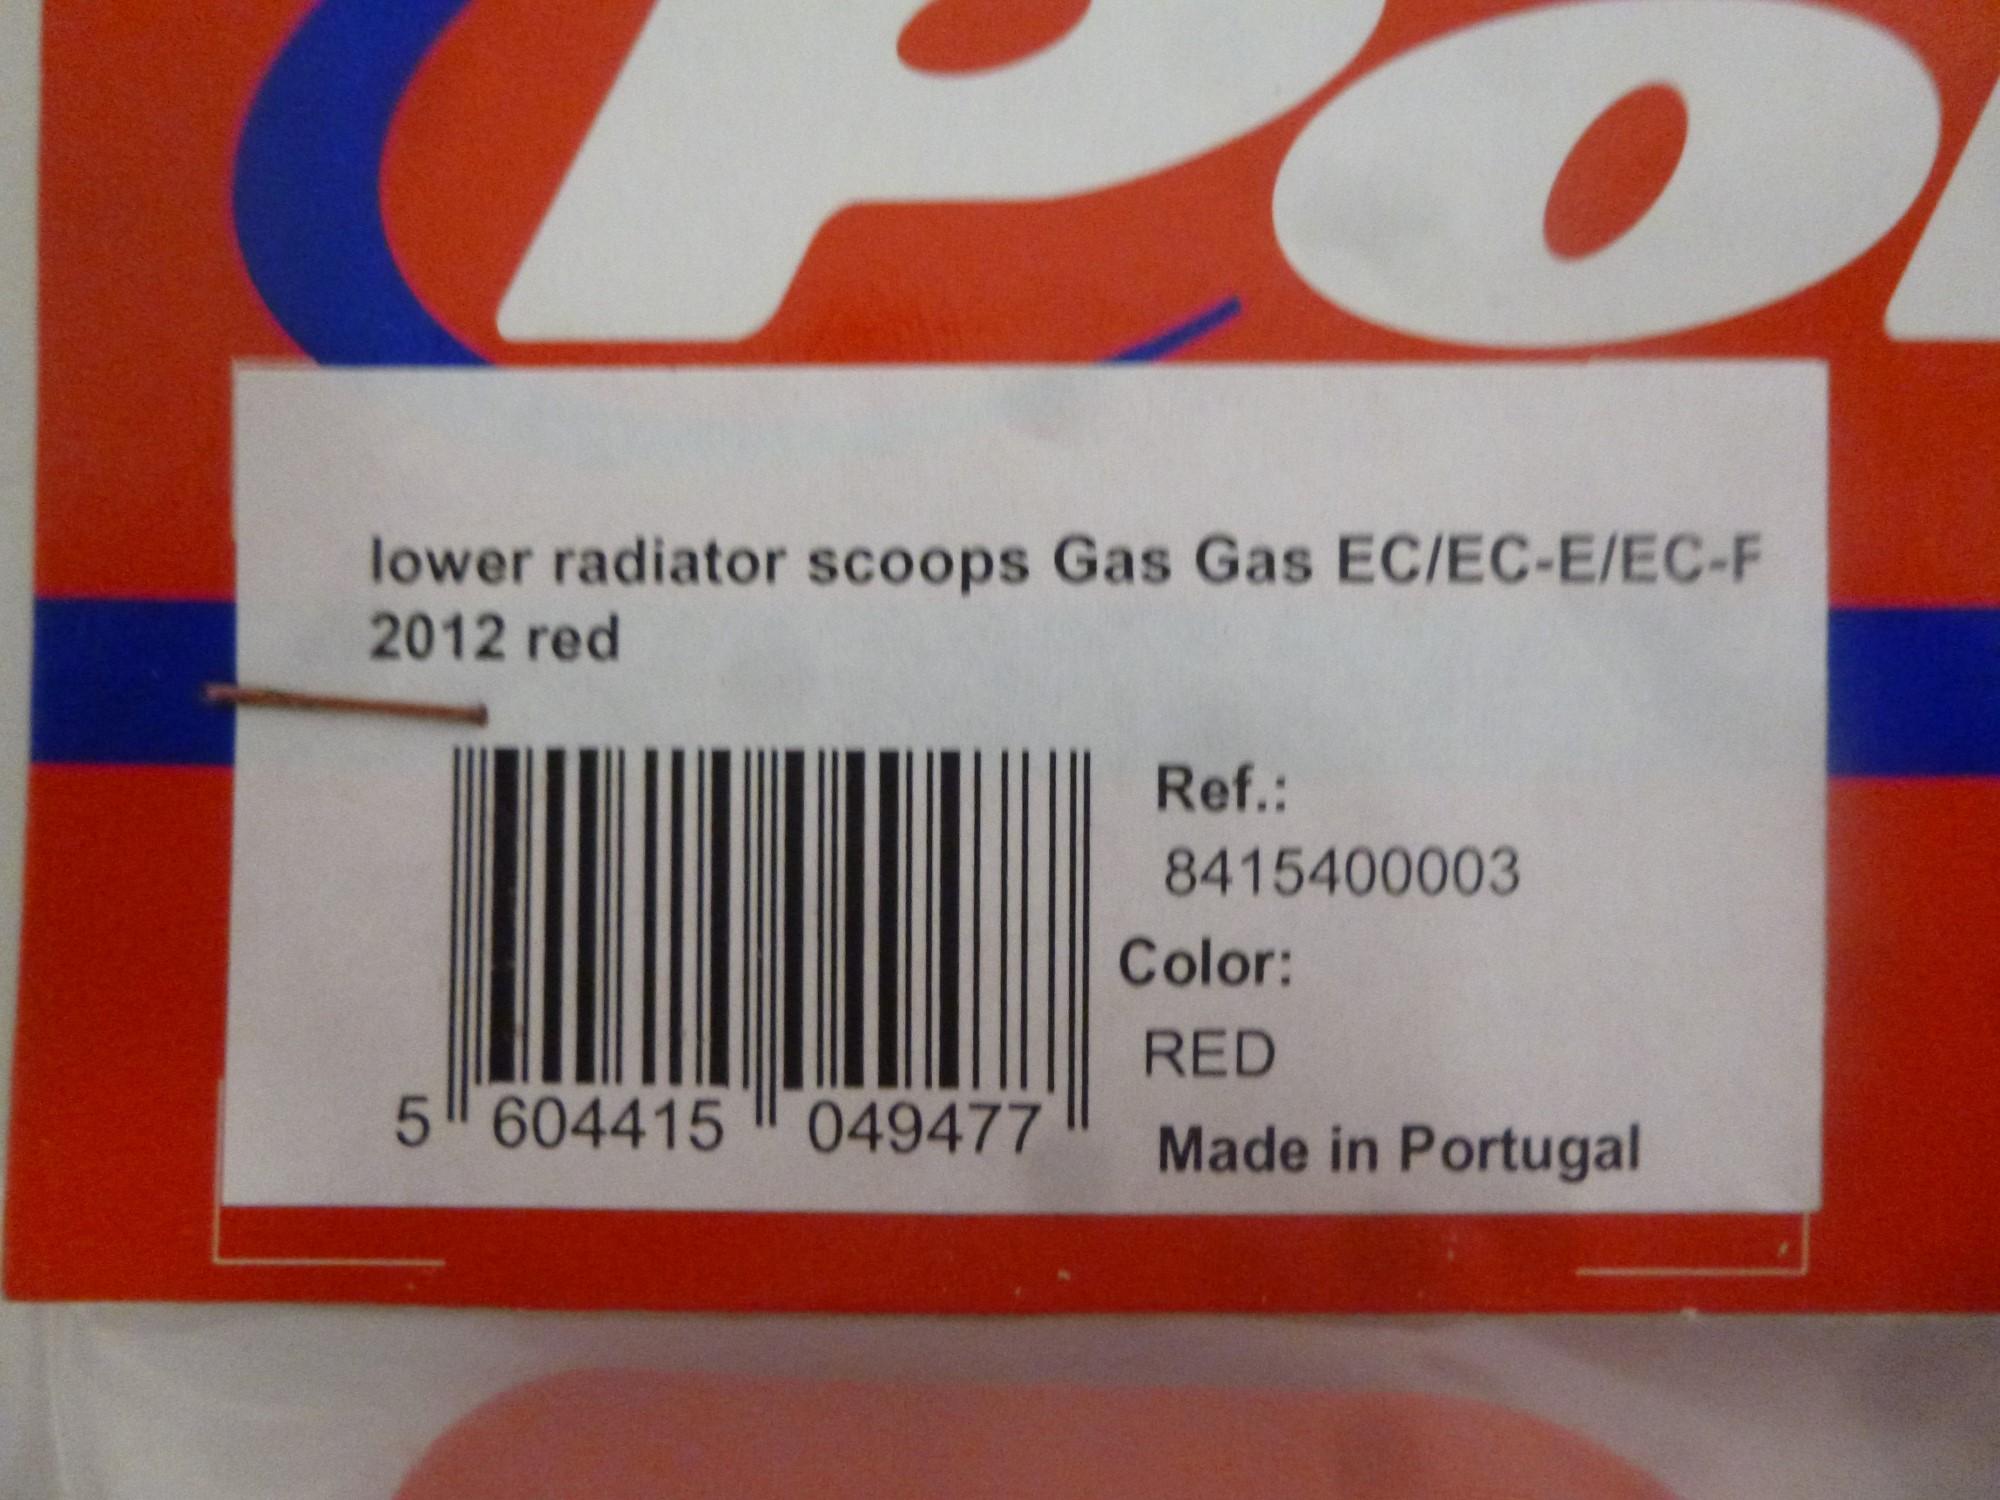 Pol
lower radiator scoops Gas Gas EC/EC-E/EC-F
2012 red
Ref.:
8415400003
Color:
RED
5 604415 049477
Made in Portugal